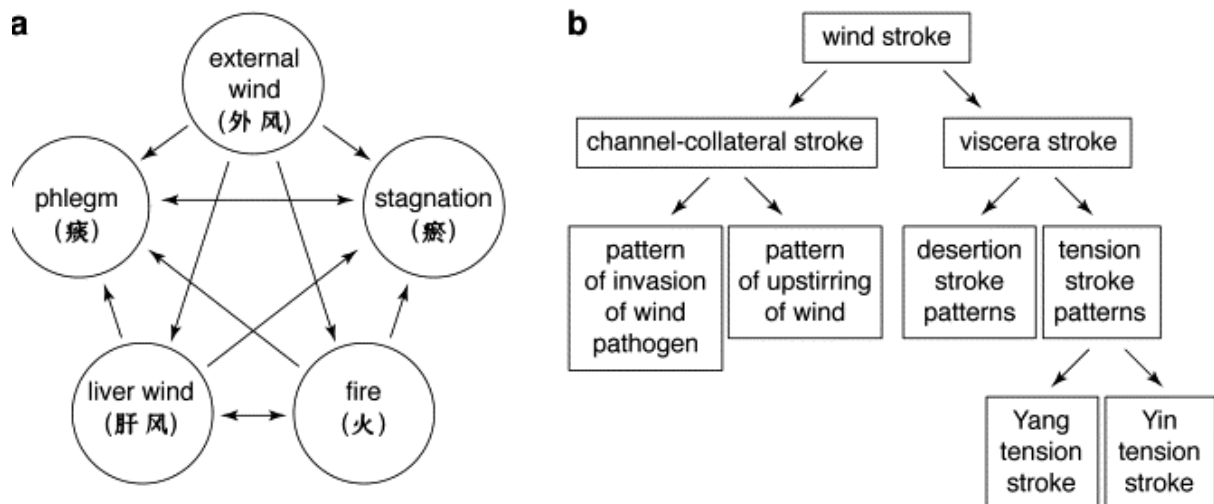 a
external
wind
(外 风)
phlegm
(痰)
stagnation
(瘀)
liver wind
(肝 风)
fire
(火)
b
wind stroke
channel-collateral stroke
viscera stroke
pattern
of invasion
of wind
pathogen
pattern
of upstirring
of wind
desertion
stroke
patterns
tension
stroke
patterns
Yang
tension
stroke
Yin
tension
stroke